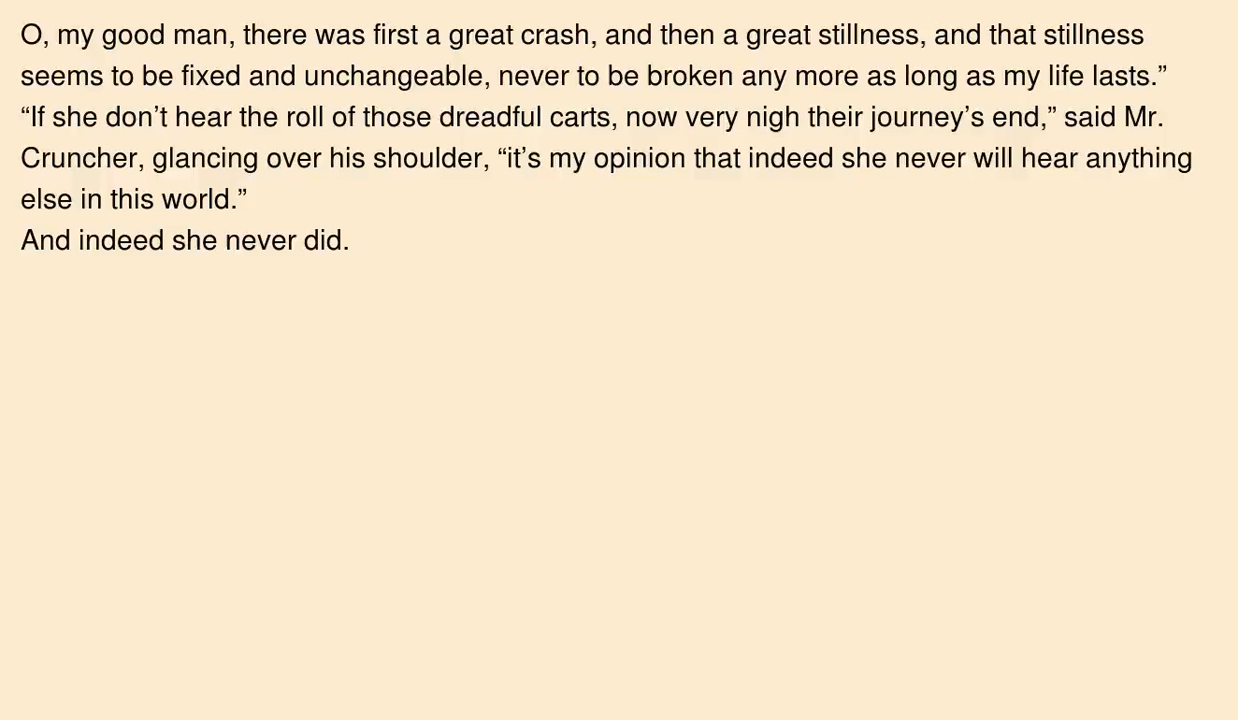 O, my good man, there was first a great crash, and then a great stillness, and that stillness
seems to be fixed and unchangeable, never to be broken any more as long as my life lasts.”
“If she don’t hear the roll of those dreadful carts, now very nigh their journey’s end,” said Mr.
Cruncher, glancing over his shoulder, “it’s my opinion that indeed she never will hear anything
else in this world.”
And indeed she never did.